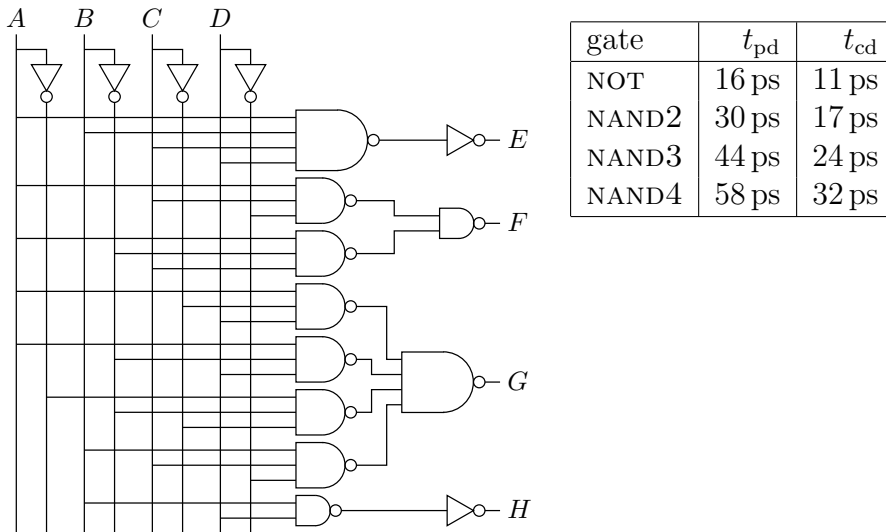 A B C D
E
F
G
H
gate t_pd t_cd
NOT 16 ps 11 ps
NAND2 30 ps 17 ps
NAND3 44 ps 24 ps
NAND4 58 ps 32 ps